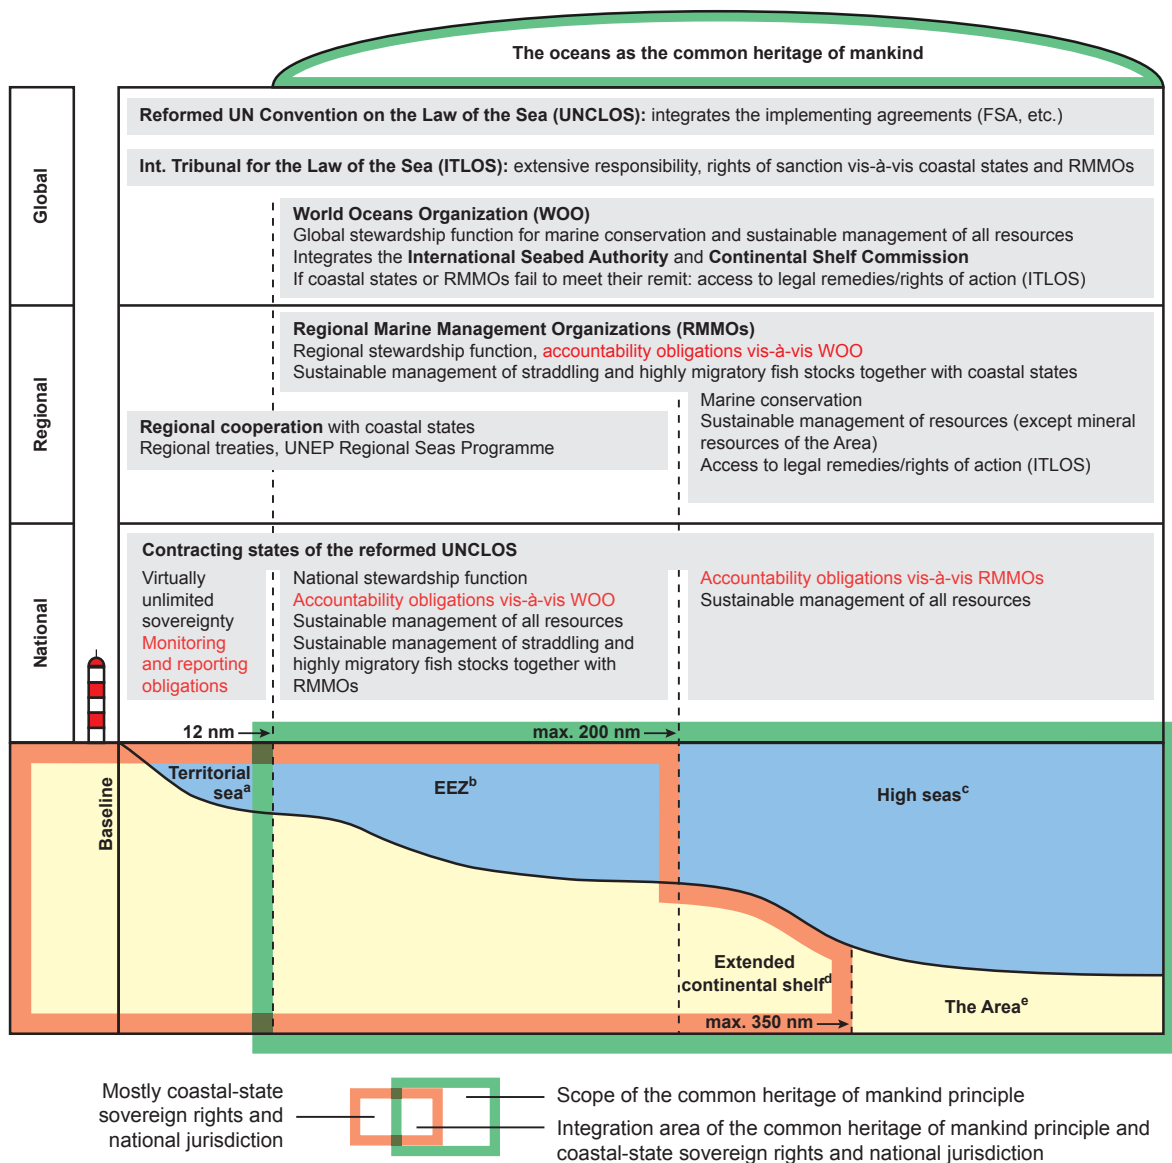 The oceans as the common heritage of mankind
Global
Reformed UN Convention on the Law of the Sea (UNCLOS): integrates the implementing agreements (FSA, etc.)
Int. Tribunal for the Law of the Sea (ITLOS): extensive responsibility, rights of sanction vis-à-vis coastal states and RMMOs
World Oceans Organization (WOO)
Global stewardship function for marine conservation and sustainable management of all resources
Integrates the International Seabed Authority and Continental Shelf Commission
If coastal states or RMMOs fail to meet their remit: access to legal remedies/rights of action (ITLOS)
Regional
Regional Marine Management Organizations (RMMOs)
Regional stewardship function, accountability obligations vis-à-vis WOO
Sustainable management of straddling and highly migratory fish stocks together with coastal states
Marine conservation
Sustainable management of resources (except mineral
resources of the Area)
Access to legal remedies/rights of action (ITLOS)
Regional cooperation with coastal states
Regional treaties, UNEP Regional Seas Programme
National
Contracting states of the reformed UNCLOS
Virtually
unlimited
sovereignty
Monitoring
and reporting
obligations
National stewardship function
Accountability obligations vis-à-vis WOO
Sustainable management of all resources
Sustainable management of straddling and
highly migratory fish stocks together with
RMMOs
Accountability obligations vis-à-vis RMMOs
Sustainable management of all resources
12 nm
max. 200 nm
Baseline
Territorial
sea^a
EEZ^b
High seas^c
Extended
continental shelf^d
The Area^e
max. 350 nm
Mostly coastal-state
sovereign rights and
national jurisdiction
Scope of the common heritage of mankind principle
Integration area of the common heritage of mankind principle and
coastal-state sovereign rights and national jurisdiction